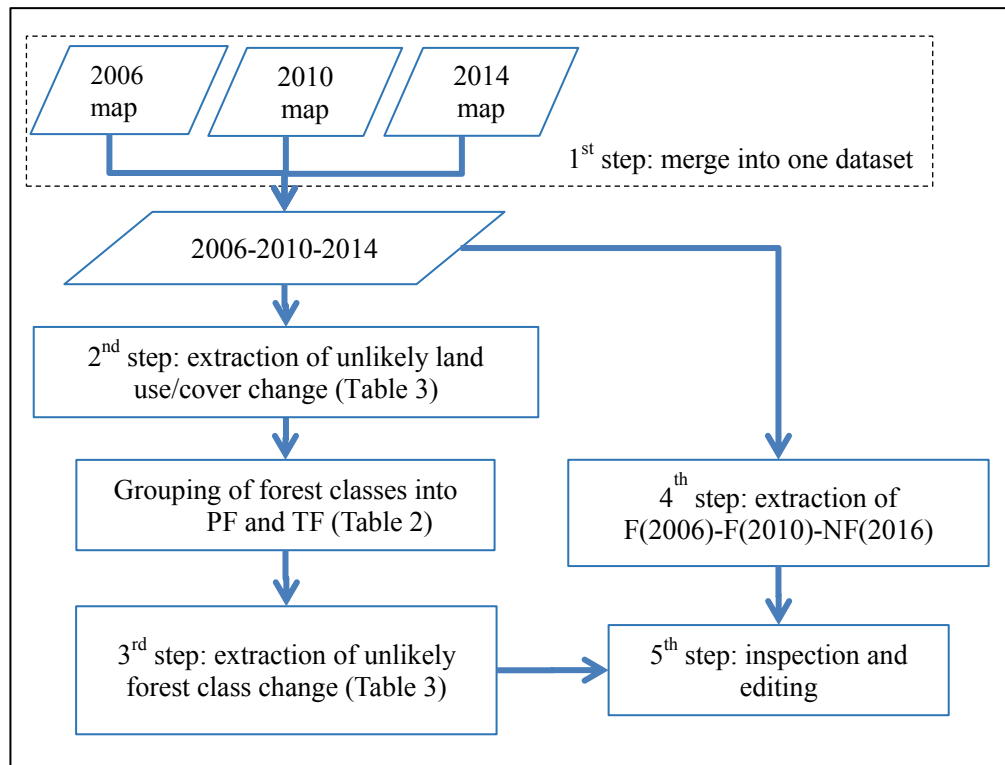 2006
map
2010
map
2014
map
1st step: merge into one dataset
2006-2010-2014
2nd step: extraction of unlikely land
use/cover change (Table 3)
Grouping of forest classes into
PF and TF (Table 2)
4th step: extraction of
F(2006)-F(2010)-NF(2016)
3rd step: extraction of unlikely
forest class change (Table 3)
5th step: inspection and
editing